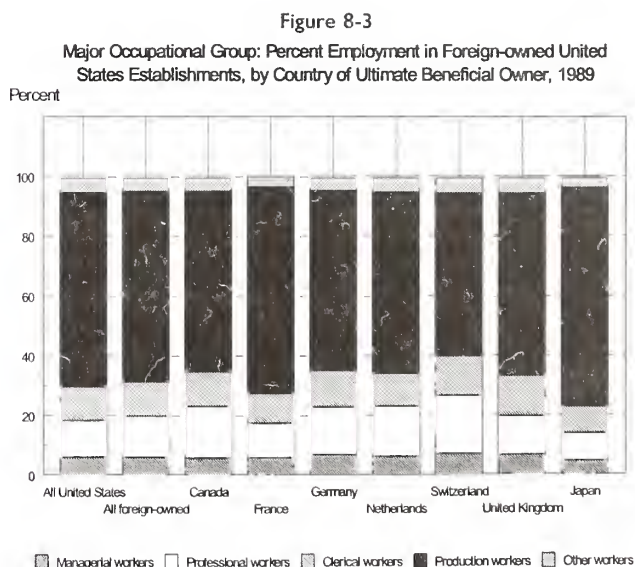 Figure 8-3
Major Occupational Group: Percent Employment in Foreign-owned United
States Establishments, by Country of Ultimate Beneficial Owner, 1989
Percent
100
80
60
40
20
0
All United States Canada Germany Switzerland Japan
All foreign-owned France Netherlands United Kingdom
Managerial workers Professional workers Clerical workers Production workers Other workers